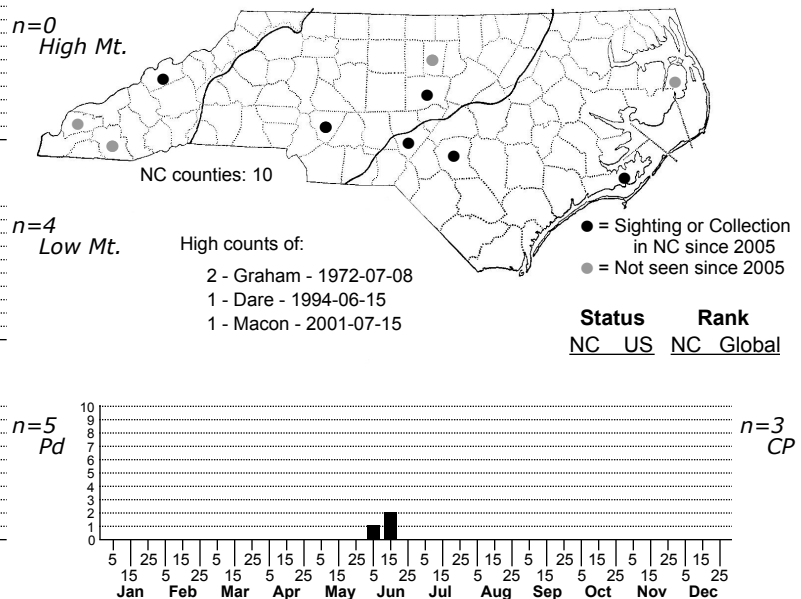 n=0
High Mt.
NC counties: 10
n=4
Low Mt.
High counts of:
2 - Graham - 1972-07-08
1 - Dare - 1994-06-15
1 - Macon - 2001-07-15
= Sighting or Collection
in NC since 2005
= Not seen since 2005
Status Rank
NC US NC Global
n=5
Pd
10
9
8
7
6
5
4
3
2
1
0
n=3
CP
5 25 15 5 25 15 5 25 15 5 25 15 5 25 15 5 25 15
15 5 25 15 5 25 15 5 25 15 5 25 15 5 25 15 5 25
Jan Feb Mar Apr May Jun Jul Aug Sep Oct Nov Dec